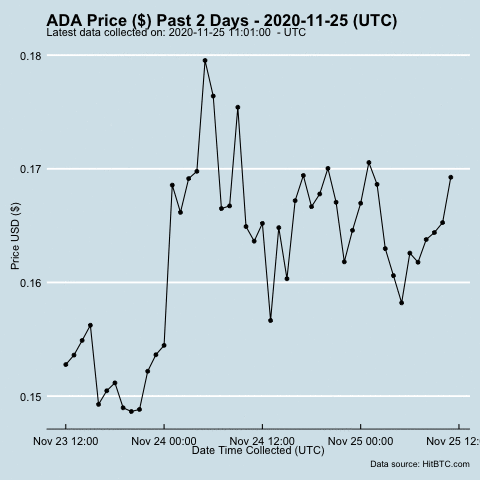 ADA Price ($) Past 2 Days - 2020-11-25 (UTC)
Latest data collected on: 2020-11-25 11:01:00 - UTC
0.18
0.17
0.16
0.15
Price USD ($)
Nov 23 12:00 Nov 24 00:00 Nov 24 12:00 Nov 25 00:00 Nov 25 12:0
Date Time Collected (UTC)
Data source: HitBTC.com